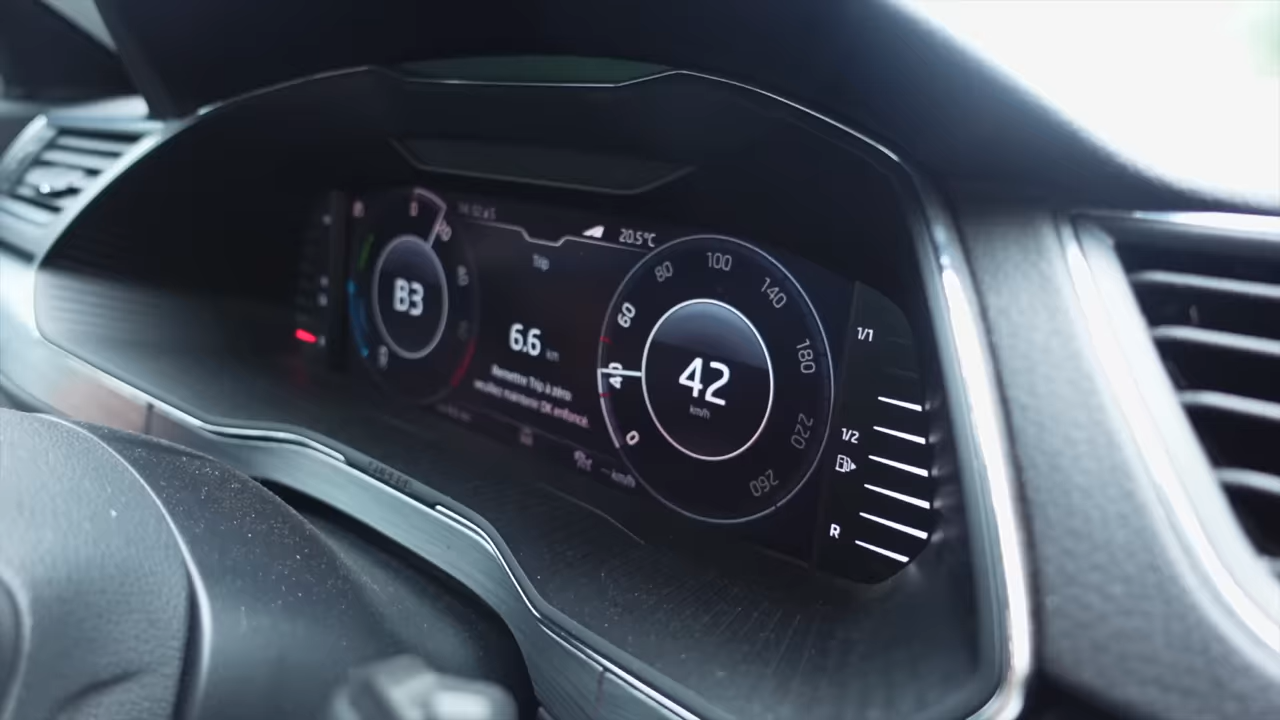 20.5°C
Trip
B3
6.6 km
Remettre Trip à zéro
veuillez maintenir OK enfoncé.
0
40
60
80
100
140
180
220
260
42
km/h
--- km/h
1/1
1/2
R